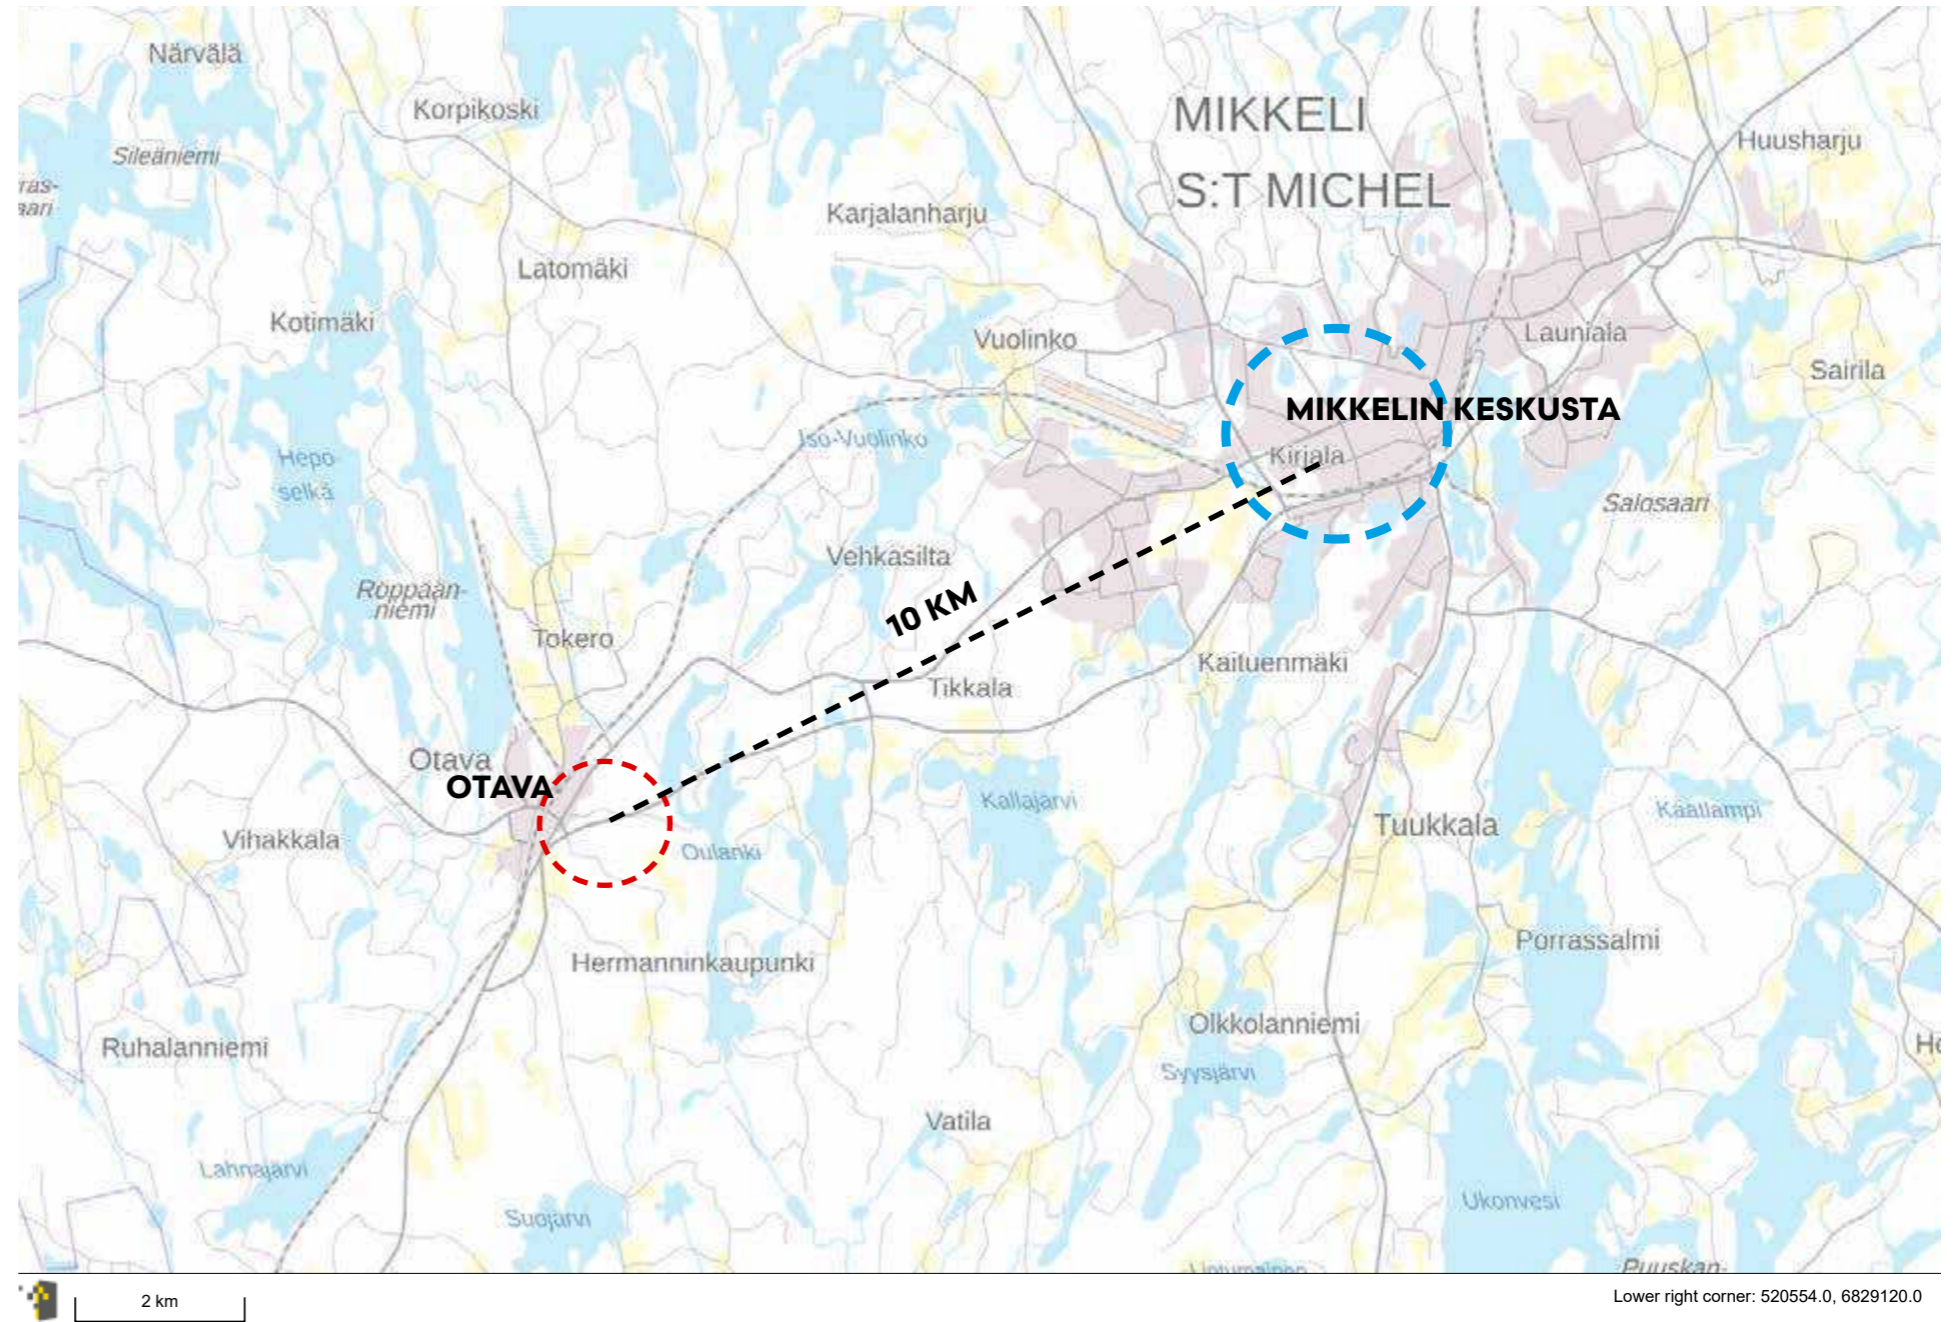 Närvälä
Korpikoski
MIKKELI
Huusharju
Sileäniemi
S:T MICHEL
Karjalanharju
Latomäki
Kotimäki
Vuolinko
Launiala
Sairila
MIKKELIN KESKUSTA
Iso-Vuolinko
Kirjala
Hepo
selkä
Salosaari
Vehkasilta
Roppaan-
niemi
10 KM
Tokero
Kaituenmäki
Tikkala
Otava
OTAVA
Kallajärvi
Käätlampi
Vihakkala
Tuukkala
Oulanki
Porrassalmi
Hermanninkaupunki
Olkkolanniemi
Ruhalanniemi
Syysjärvi
Vatila
Lahnajärvi
Ukonvesi
Suojärvi
Puuskan-
2 km
Lower right corner: 520554.0, 6829120.0